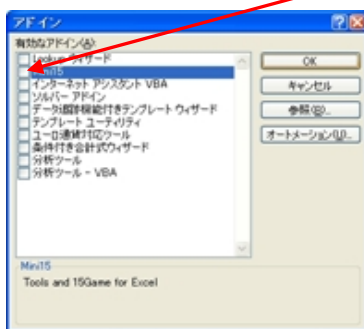 アドイン
有効なアドイン(A):
Lookup ウィザード
Mini15
インターネット アシスタント VBA
ソルバー アドイン
データ追跡機能付きテンプレート ウィザード
テンプレート ユーティリティ
ユーロ通貨対応ツール
条件付き合計式ウィザード
分析ツール
分析ツール - VBA
OK
キャンセル
参照(B)...
オートメーション(U)...
Mini15
Tools and 15Game for Excel